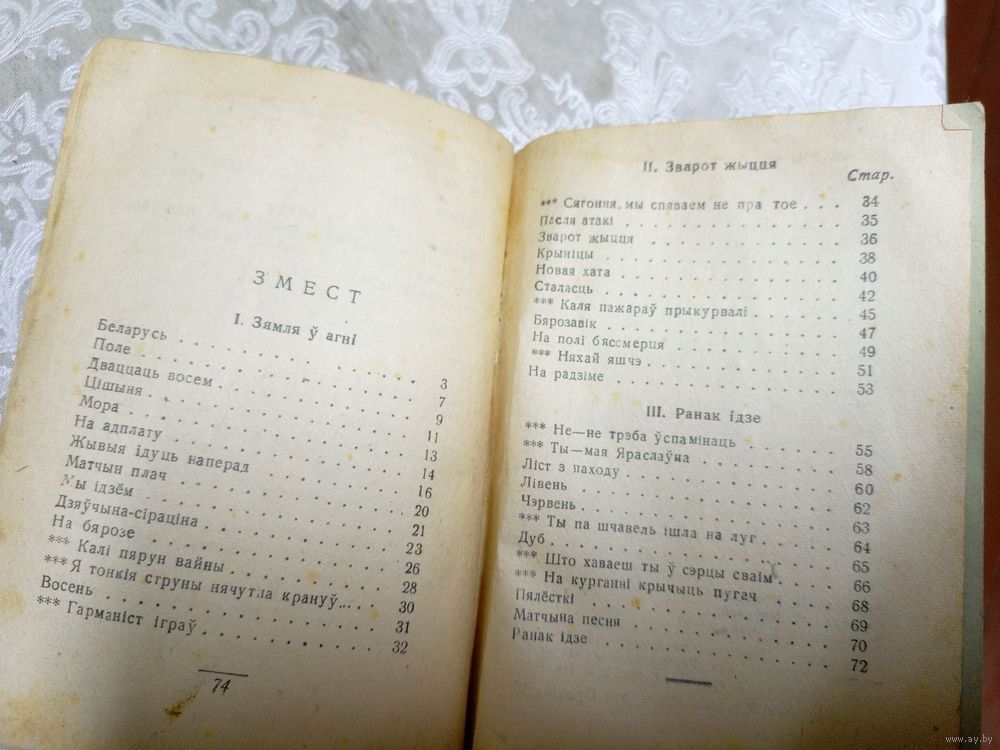 ЗМЕСТ
I. Зямля ў агні
Беларусь . . . 3
Поле . . . 7
Дваццаць восем . . . 9
Цішыня . . . 11
Мора . . . 13
На адплату . . . 14
Жывыя ідуць наперад . . . 16
Матчын плач . . . 20
Мы ідзём . . . 21
Дзяўчына-сіраціна . . . 23
На бярозе . . . 26
*** Калі пярун вайны . . . 28
*** Я тонкія струны нячутла крануў... . . . 30
Восень . . . 31
*** Гарманіст іграў . . . 32
74
II. Зварот жыцця
Стар.
*** Сягоння мы спяваем не пра тое . . . 34
Пасля атакі . . . 35
Зварот жыцця . . . 36
Крыніцы . . . 38
Новая хата . . . 40
Сталасць . . . 42
*** Каля пажараў прыкурвалі . . . 45
Бярозавік . . . 47
На полі бяссмерця . . . 49
*** Няхай яшчэ . . . 51
На радзіме . . . 53
III. Ранак ідзе
*** Не—не трэба ўспамінаць . . . 55
*** Ты—мая Яраслаўна . . . 58
Ліст з паходу . . . 60
Лівень . . . 62
Чэрвень . . . 63
*** Ты па шчавель ішла на луг . . . 64
Дуб . . . 65
*** Што хаваеш ты ў сэрцы сваім . . . 66
*** На курганні крычыць пугач . . . 68
Пялёсткі . . . 69
Матчына песня . . . 70
Ранак ідзе . . . 72
www.ay.by